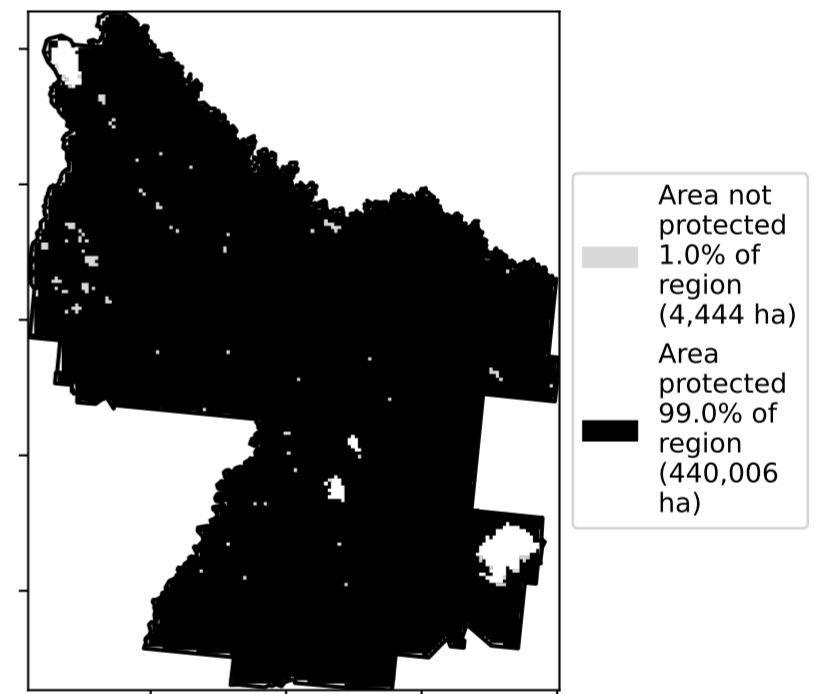 Area not
protected
1.0% of
region
(4,444 ha)
Area
protected
99.0% of
region
(440,006
ha)